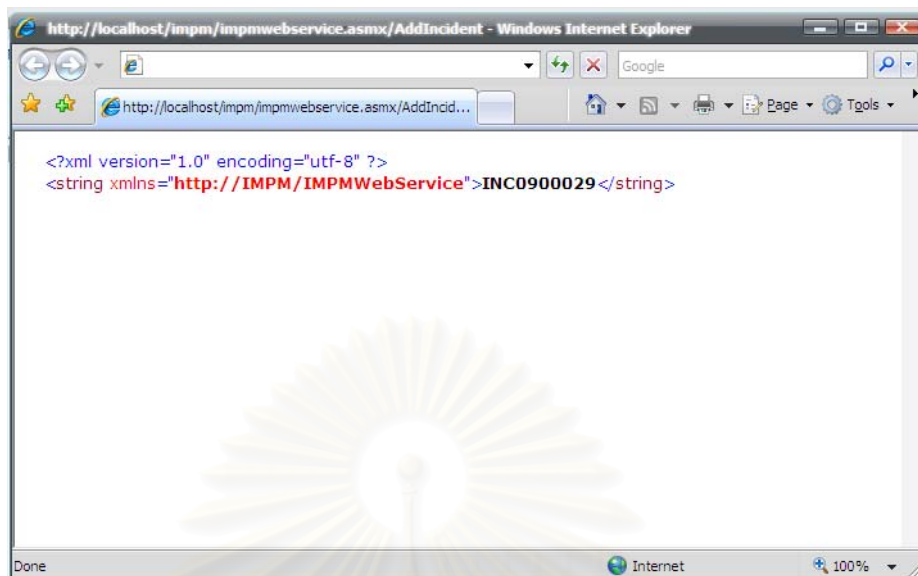 http://localhost/impm/impmwebservice.asmx/AddIncident - Windows Internet Explorer
Google
http://localhost/impm/impmwebservice.asmx/AddIncid...
Page
Tools
<?xml version="1.0" encoding="utf-8" ?>
<string xmlns="http://IMPM/IMPMWebService">INC0900029</string>
Done
Internet
100%